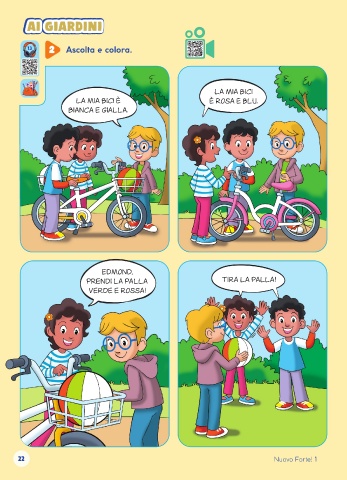 AI GIARDINI
2 Ascolta e colora.
LA MIA BICI È
BIANCA E GIALLA.
LA MIA BICI
È ROSA E BLU.
EDMOND,
PRENDI LA PALLA
VERDE E ROSSA!
TIRA LA PALLA!
22
Nuovo Forte! 1